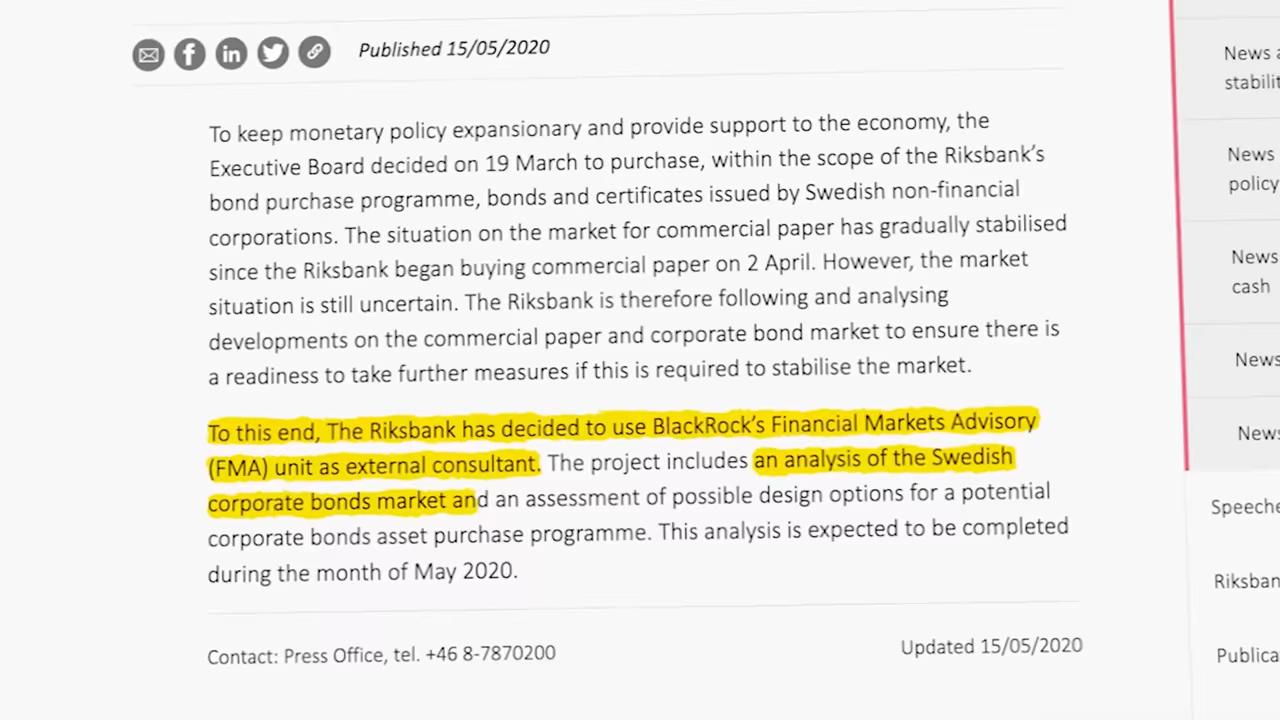 Published 15/05/2020
To keep monetary policy expansionary and provide support to the economy, the
Executive Board decided on 19 March to purchase, within the scope of the Riksbank's
bond purchase programme, bonds and certificates issued by Swedish non-financial
corporations. The situation on the market for commercial paper has gradually stabilised
since the Riksbank began buying commercial paper on 2 April. However, the market
situation is still uncertain. The Riksbank is therefore following and analysing
developments on the commercial paper and corporate bond market to ensure there is
a readiness to take further measures if this is required to stabilise the market.
To this end, The Riksbank has decided to use BlackRock's Financial Markets Advisory
(FMA) unit as external consultant. The project includes an analysis of the Swedish
corporate bonds market and an assessment of possible design options for a potential
corporate bonds asset purchase programme. This analysis is expected to be completed
during the month of May 2020.
Contact: Press Office, tel. +46 8-7870200
Updated 15/05/2020
News
News
policy
News
cash
News
News